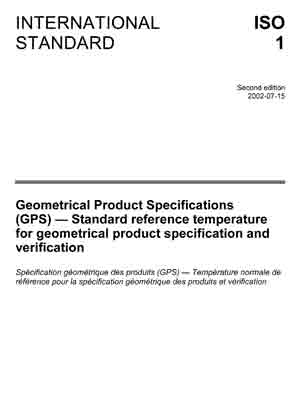 INTERNATIONAL
STANDARD
ISO
1
Second edition
2002-07-15
Geometrical Product Specifications
(GPS) — Standard reference temperature
for geometrical product specification and
verification
Spécification géométrique des produits (GPS) — Température normale de
référence pour la spécification géométrique des produits et vérification